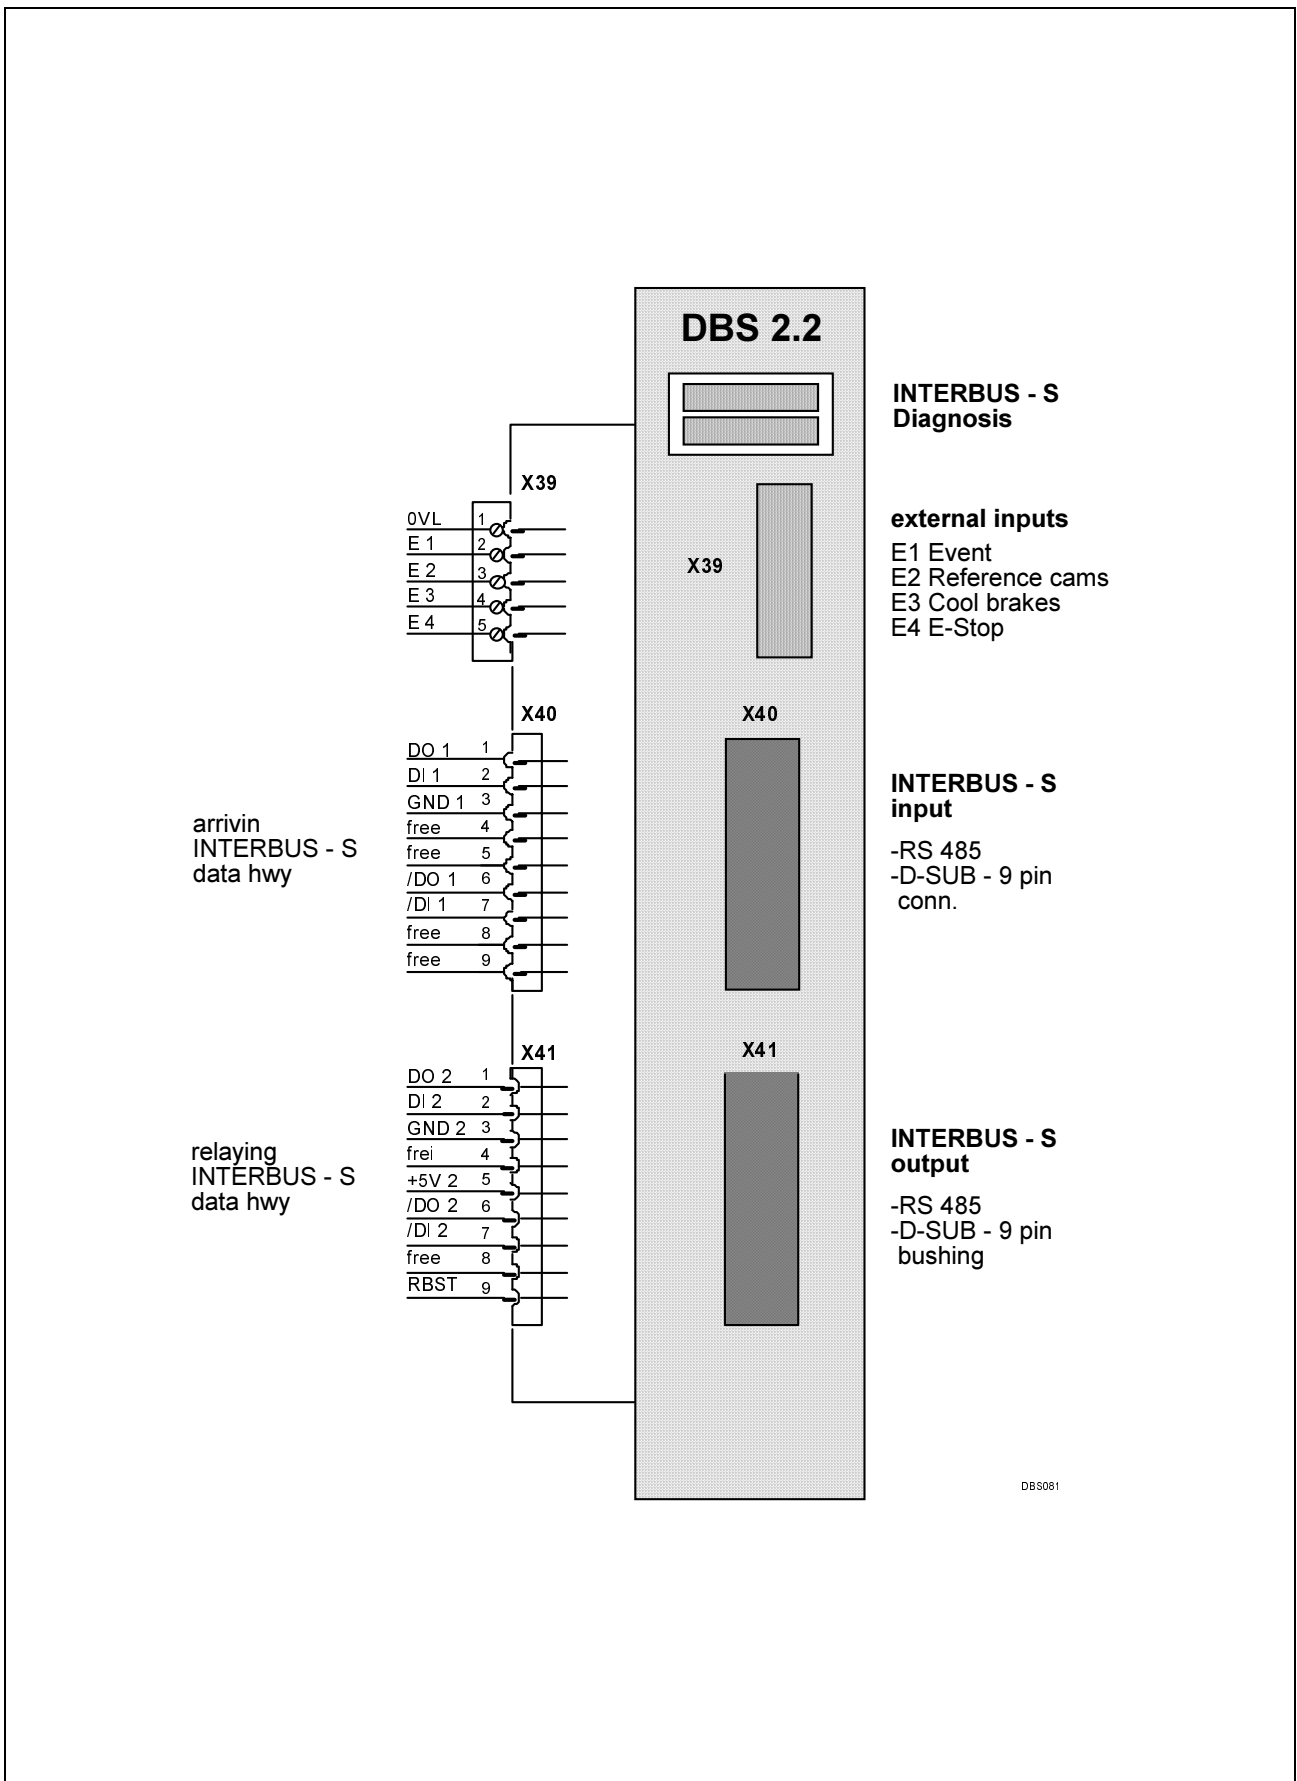 DBS 2.2
INTERBUS - S
Diagnosis
X39
0VL 1
E 1 2
E 2 3
E 3 4
E 4 5
X39
external inputs
E1 Event
E2 Reference cams
E3 Cool brakes
E4 E-Stop
X40
DO 1 1
DI 1 2
GND 1 3
free 4
free 5
/DO 1 6
/DI 1 7
free 8
free 9
arrivin
INTERBUS - S
data hwy
X40
INTERBUS - S
input
-RS 485
-D-SUB - 9 pin
conn.
X41
DO 2 1
DI 2 2
GND 2 3
frei 4
+5V 2 5
/DO 2 6
/DI 2 7
free 8
RBST 9
relaying
INTERBUS - S
data hwy
X41
INTERBUS - S
output
-RS 485
-D-SUB - 9 pin
bushing
DBS081